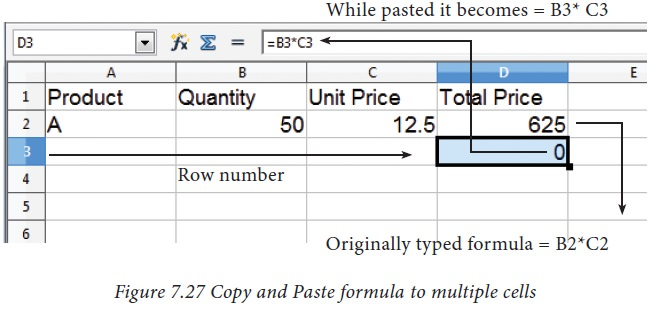 While pasted it becomes = B3* C3
D3 fx Σ = =B3*C3
A B C D E
1 Product Quantity Unit Price Total Price
2 A 50 12.5 625
3 0
4 Row number
5
6
Originally typed formula = B2*C2
Figure 7.27 Copy and Paste formula to multiple cells